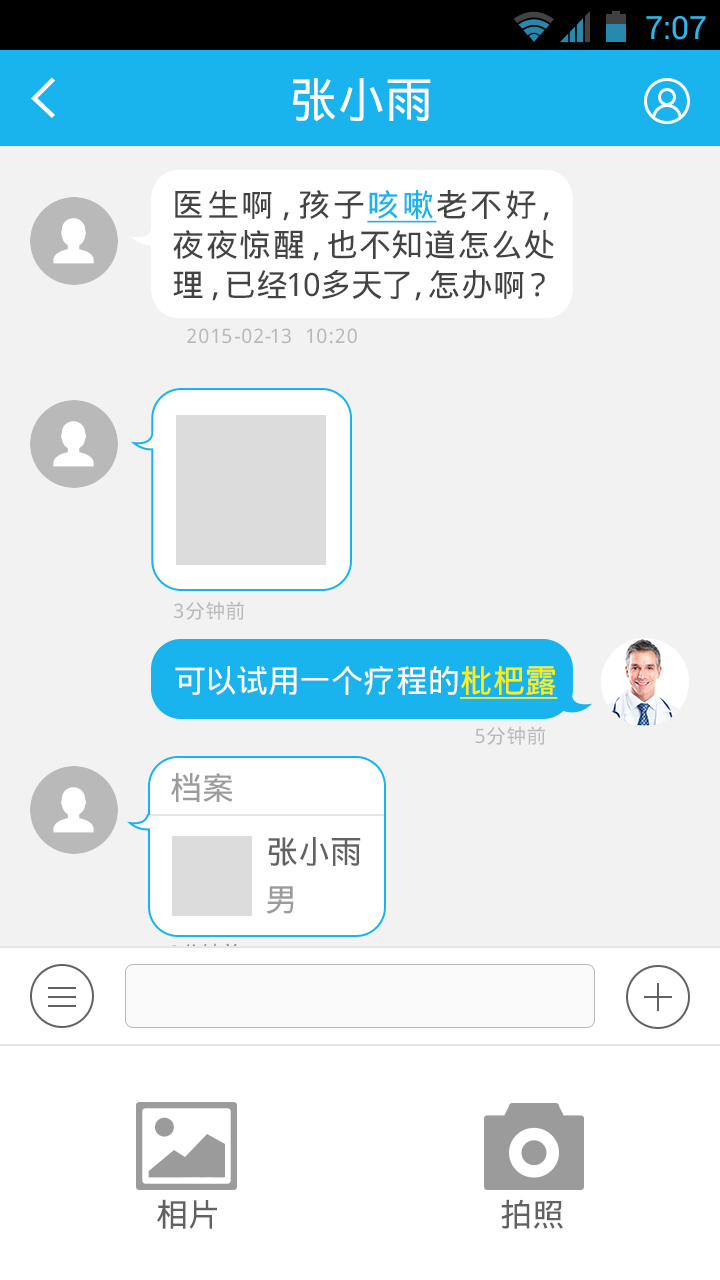 7:07
张小雨
医生啊,孩子咳嗽老不好,
夜夜惊醒,也不知道怎么处
理,已经10多天了,怎办啊?
2015-02-13 10:20
3分钟前
可以试用一个疗程的枇杷露
5分钟前
档案
张小雨
男
相片
拍照